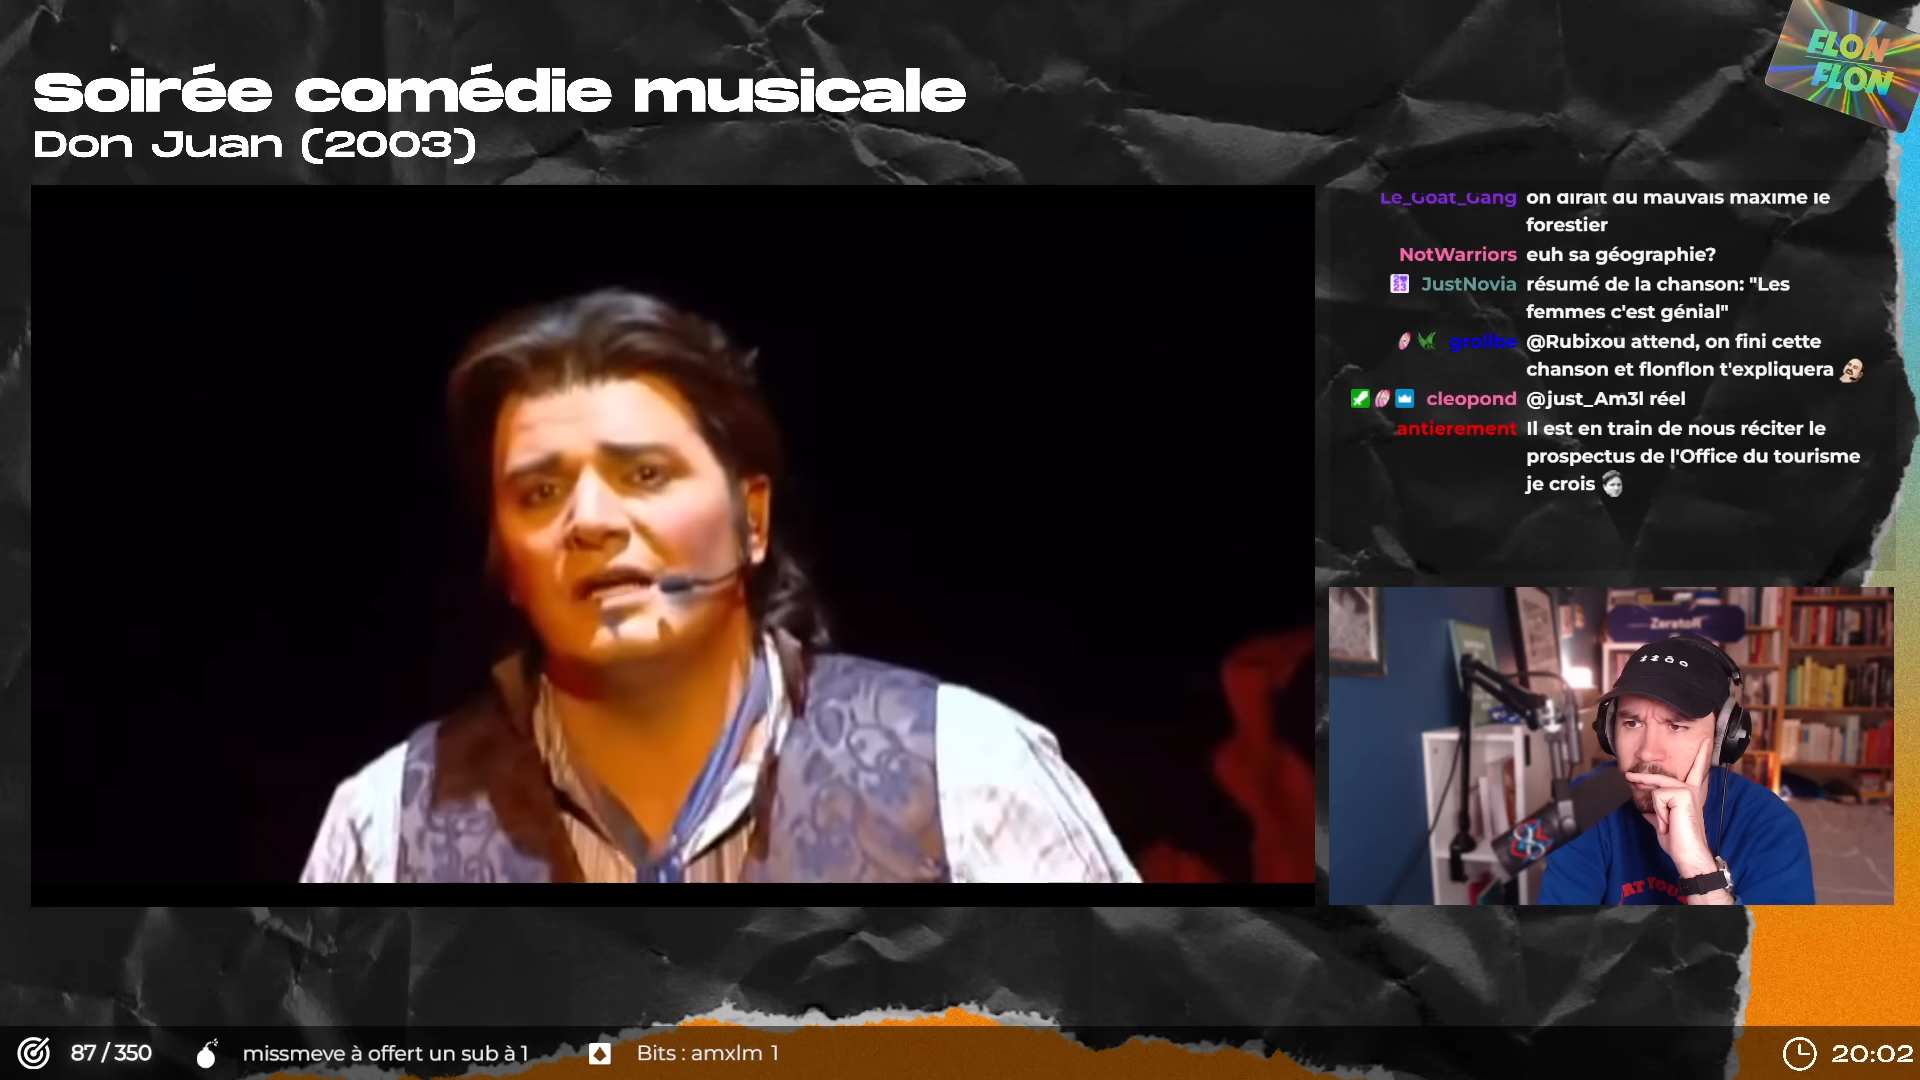 Soirée comédie musicale
Don Juan (2003)
FLON
FLON
Le_Goat_Gang on dirait du mauvais maxime le
forestier
NotWarriors euh sa géographie?
JustNovia résumé de la chanson: "Les
femmes c'est génial"
grollbe @Rubixou attend, on fini cette
chanson et flonflon t'expliquera
cleopond @just_Am3l réel
antierement Il est en train de nous réciter le
prospectus de l'Office du tourisme
je crois
ZeratoR
87 / 350
missmeve à offert un sub à 1
Bits : amxlm 1
20:02